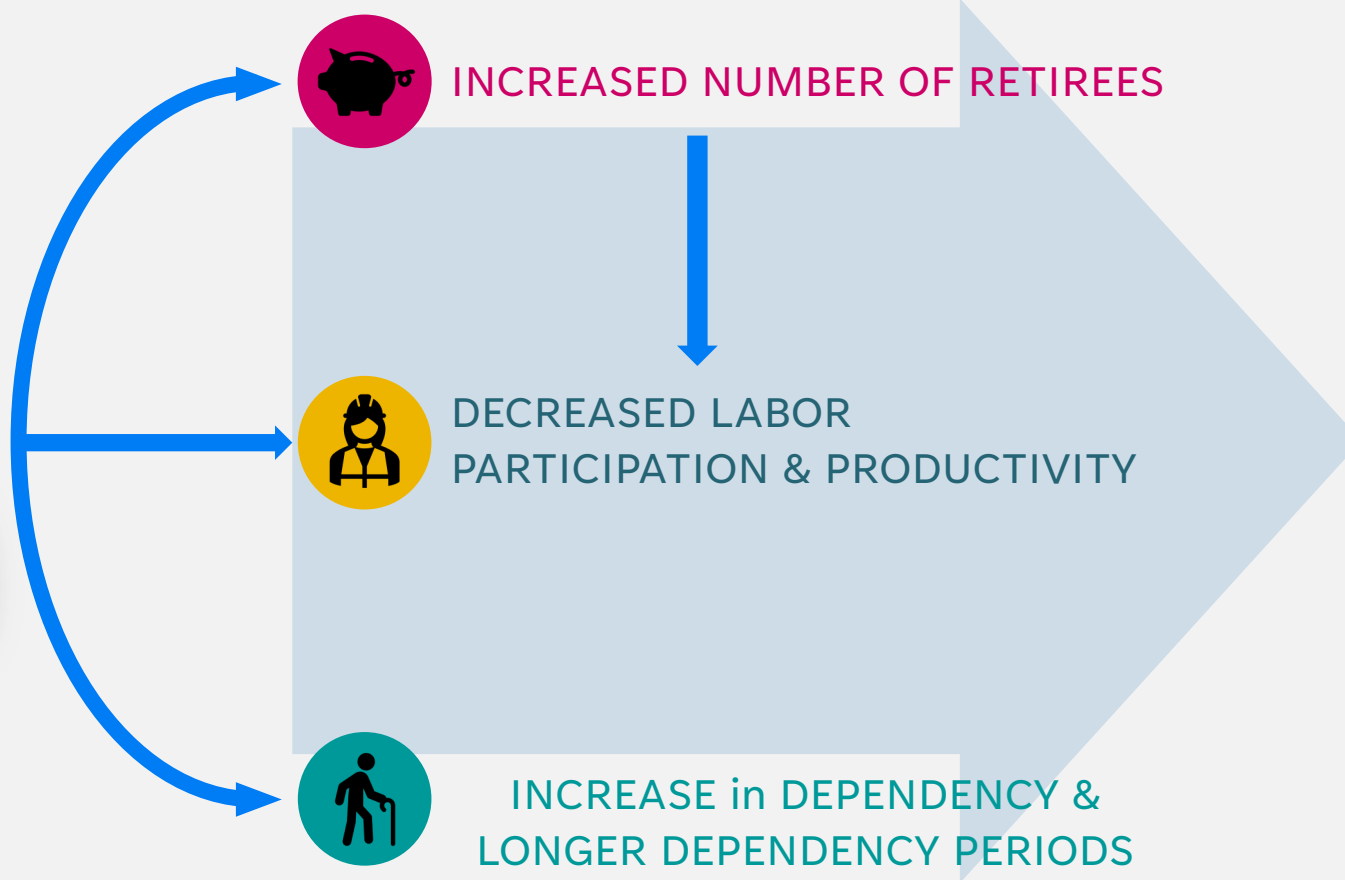 INCREASED NUMBER OF RETIREES
DECREASED LABOR
PARTICIPATION & PRODUCTIVITY
INCREASE in DEPENDENCY &
LONGER DEPENDENCY PERIODS